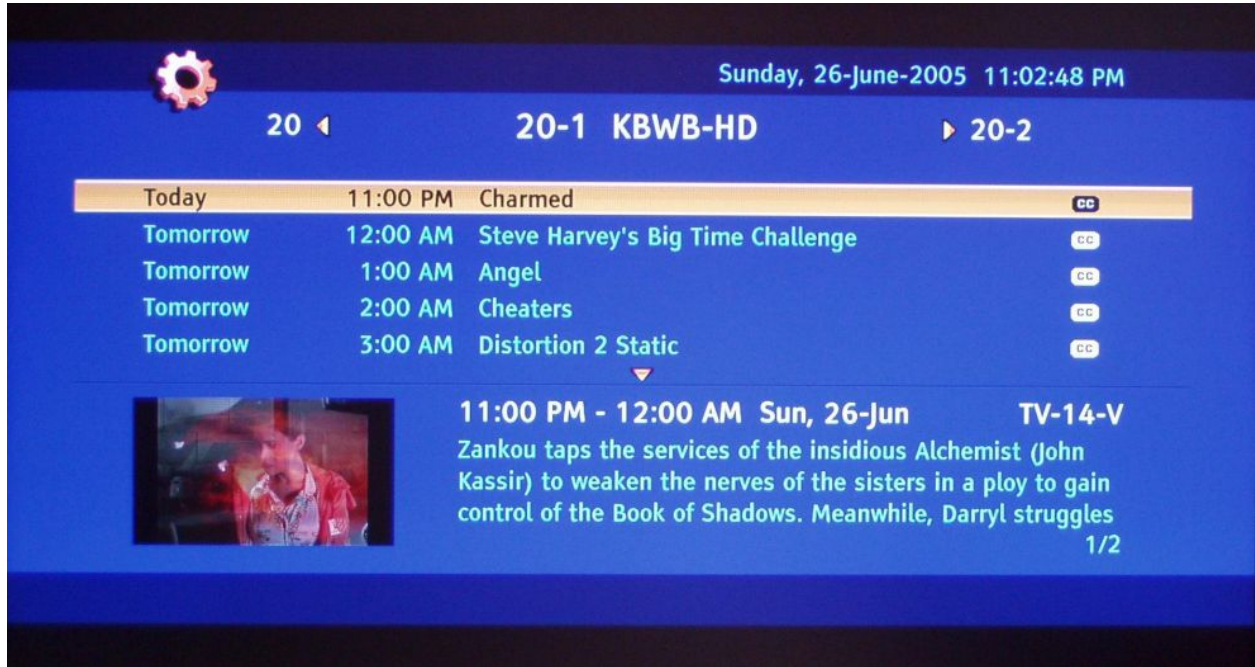 Sunday, 26-June-2005 11:02:48 PM
20 20-1 KBWB-HD 20-2
Today 11:00 PM Charmed CC
Tomorrow 12:00 AM Steve Harvey's Big Time Challenge CC
Tomorrow 1:00 AM Angel CC
Tomorrow 2:00 AM Cheaters CC
Tomorrow 3:00 AM Distortion 2 Static CC
11:00 PM - 12:00 AM Sun, 26-Jun TV-14-V
Zankou taps the services of the insidious Alchemist (John
Kassir) to weaken the nerves of the sisters in a ploy to gain
control of the Book of Shadows. Meanwhile, Darryl struggles
1/2